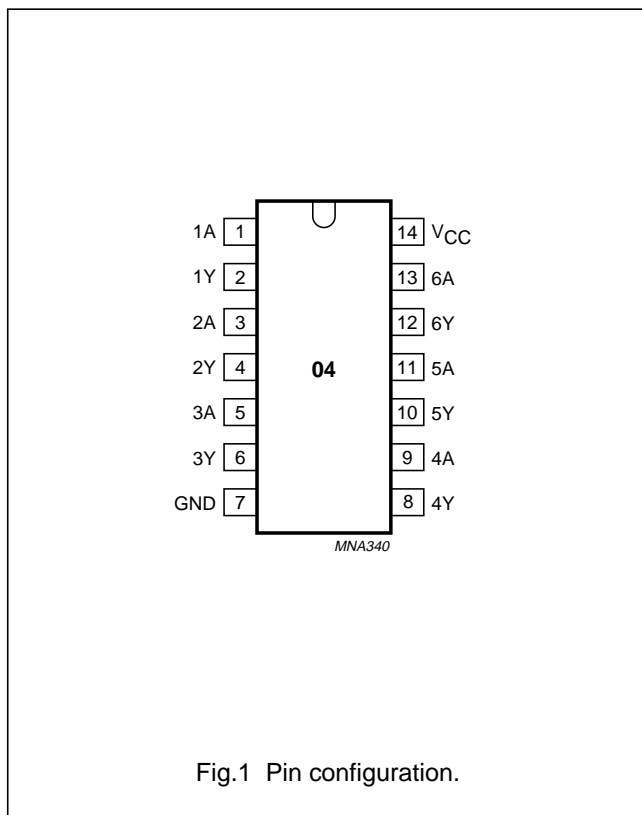 1A 1 14 VCC
1Y 2 13 6A
2A 3 12 6Y
2Y 4 04 11 5A
3A 5 10 5Y
3Y 6 9 4A
GND 7 8 4Y
MNA340
Fig.1 Pin configuration.